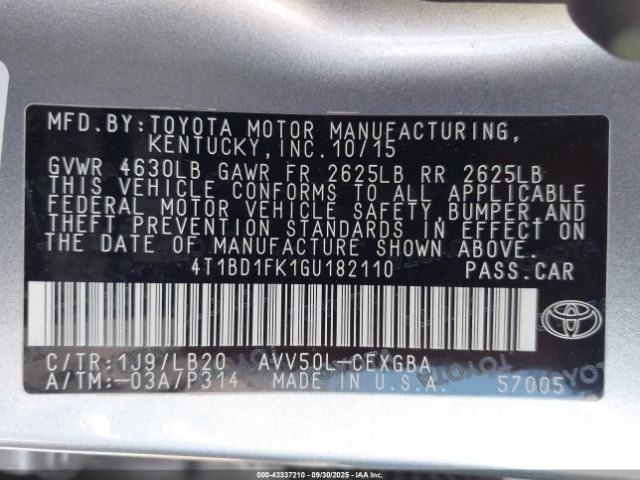 MFD.BY:TOYOTA MOTOR MANUFACTURING,
KENTUCKY, INC. 10/15
GVWR 4630LB GAWR FR 2625LB RR 2625LB
THIS VEHICLE CONFORMS TO ALL APPLICABLE
FEDERAL MOTOR VEHICLE SAFETY, BUMPER, AND
THEFT PREVENTION STANDARDS IN EFFECT ON
THE DATE OF MANUFACTURE SHOWN ABOVE.
4T1BD1FK1GU182110 PASS.CAR
C/TR:1J9/LB20 AVV50L-CEXGBA
A/TM:-03A/P314 MADE IN U.S.A. 57005
000-43337210 - 09/30/2025 - IAAI.COM